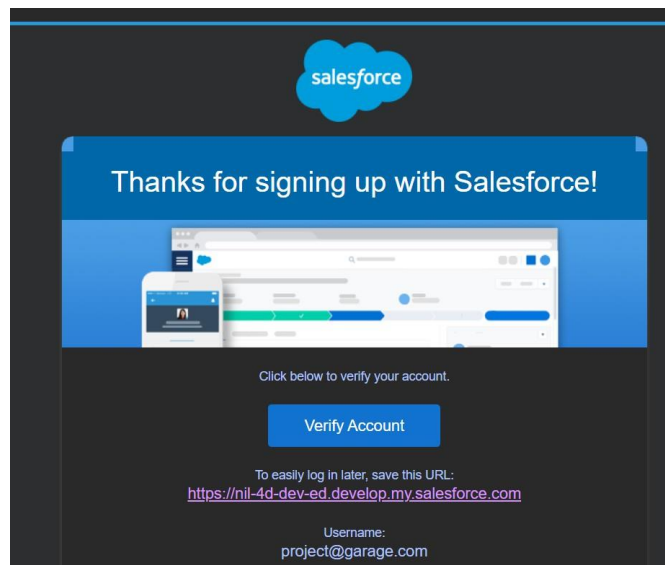 salesforce
Thanks for signing up with Salesforce!
Click below to verify your account.
Verify Account
To easily log in later, save this URL:
https://nil-4d-dev-ed.develop.my.salesforce.com
Username:
project@garage.com